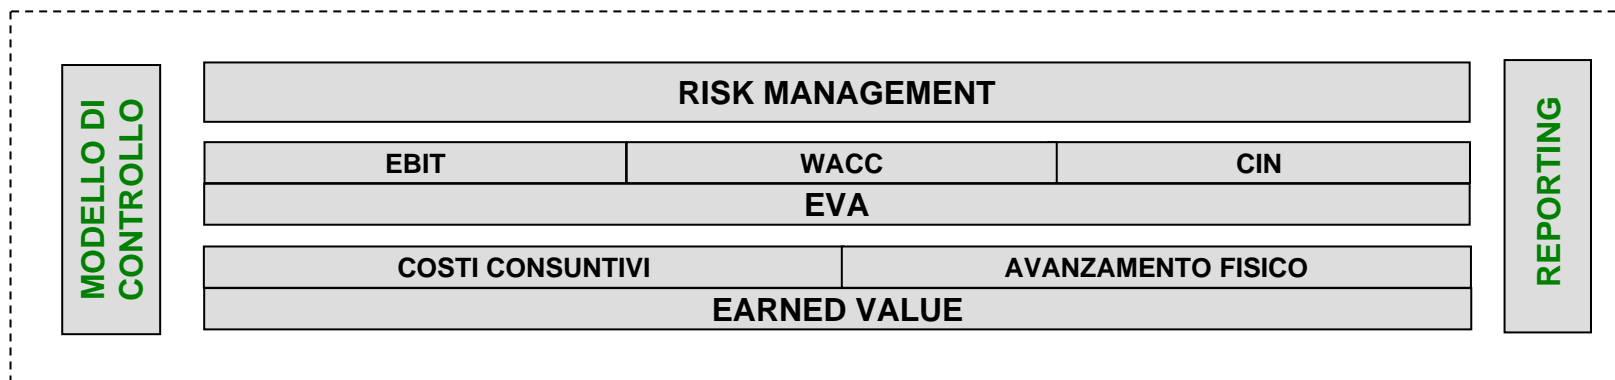 MODELLO DI
CONTROLLO
RISK MANAGEMENT
EBIT
WACC
CIN
EVA
COSTI CONSUNTIVI
AVANZAMENTO FISICO
EARNED VALUE
REPORTING